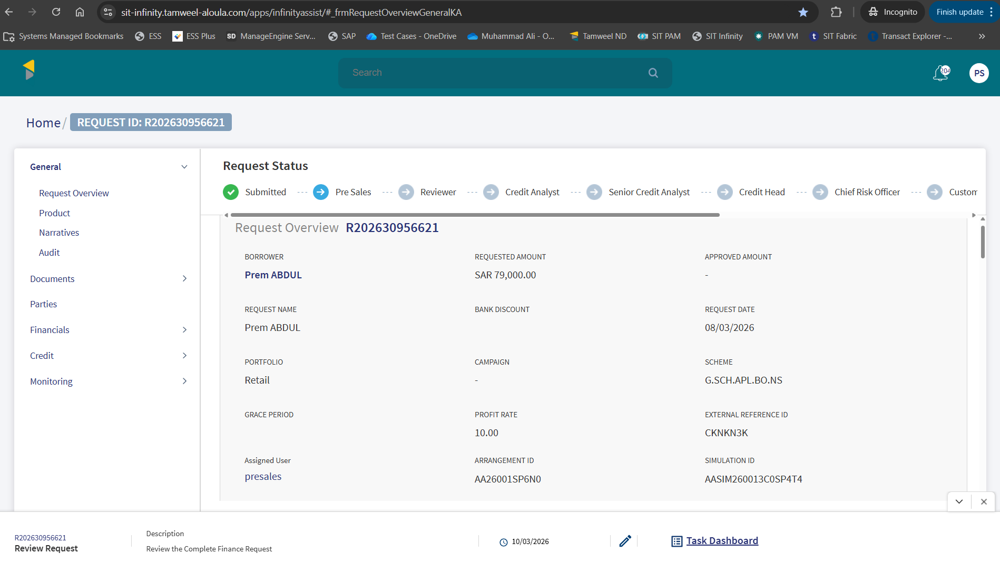 sit-infinity.tamweel-aloula.com/apps/infinityassist/#_frmRequestOverviewGeneralKA
Incognito
Finish update
Systems Managed Bookmarks
ESS
ESS Plus
SD ManageEngine Serv...
SAP
Test Cases - OneDrive
Muhammad Ali - O...
Tamweel ND
SIT PAM
SIT Infinity
PAM VM
t SIT Fabric
Transact Explorer -...
Search
204
PS
Home / REQUEST ID: R202630956621
General
Request Overview
Product
Narratives
Audit
Documents
Parties
Financials
Credit
Monitoring
Request Status
Submitted --- Pre Sales --- Reviewer --- Credit Analyst --- Senior Credit Analyst --- Credit Head --- Chief Risk Officer --- Custom
Request Overview R202630956621
BORROWER
Prem ABDUL
REQUESTED AMOUNT
SAR 79,000.00
APPROVED AMOUNT
-
REQUEST NAME
Prem ABDUL
BANK DISCOUNT
REQUEST DATE
08/03/2026
PORTFOLIO
Retail
CAMPAIGN
-
SCHEME
G.SCH.APL.BO.NS
GRACE PERIOD
PROFIT RATE
10.00
EXTERNAL REFERENCE ID
CKNKN3K
Assigned User
presales
ARRANGEMENT ID
AA26001SP6N0
SIMULATION ID
AASIM260013C0SP4T4
R202630956621
Review Request
Description
Review the Complete Finance Request
10/03/2026
Task Dashboard